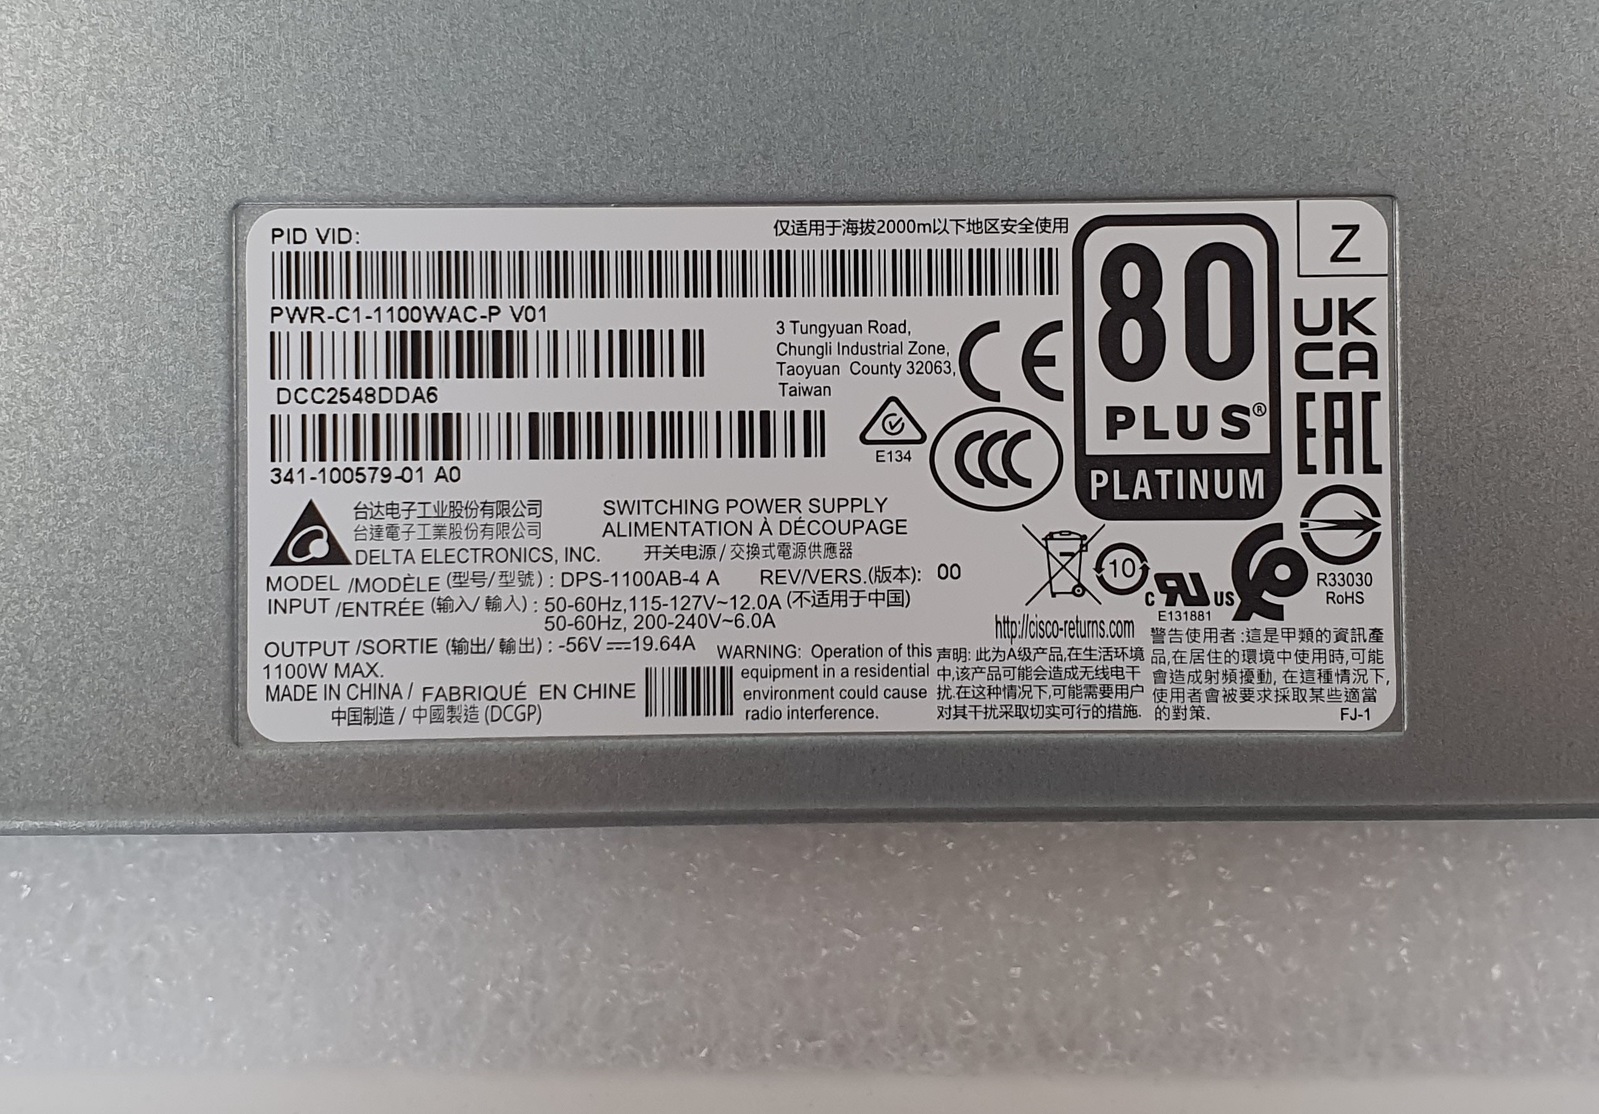 PID VID:
仅适用于海拔2000m以下地区安全使用
Z
PWR-C1-1100WAC-P V01
DCC2548DDA6
341-100579-01 A0
3 Tungyuan Road,
Chungli Industrial Zone,
Taoyuan County 32063,
Taiwan
CE
E134
CCC
80
PLUS®
PLATINUM
UK
CA
EAC
台达电子工业股份有限公司
台達電子工業股份有限公司
DELTA ELECTRONICS, INC.
SWITCHING POWER SUPPLY
ALIMENTATION À DÉCOUPAGE
开关电源 / 交換式電源供應器
MODEL /MODÈLE (型号/ 型號) : DPS-1100AB-4 A
REV/VERS.(版本): 00
INPUT /ENTRÉE (输入/ 輸入) : 50-60Hz,115-127V~12.0A (不适用于中国)
50-60Hz, 200-240V~6.0A
OUTPUT /SORTIE (输出/ 輸出) : -56V⎓19.64A
1100W MAX.
MADE IN CHINA / FABRIQUÉ EN CHINE
中国制造 / 中國製造 (DCGP)
10
C RU US
E131881
R33030
RoHS
http://cisco-returns.com
WARNING: Operation of this
equipment in a residential
environment could cause
radio interference.
声明: 此为A级产品,在生活环境
中,该产品可能会造成无线电干
扰.在这种情况下,可能需要用户
对其干扰采取切实可行的措施.
警告使用者:這是甲類的資訊產
品,在居住的環境中使用時,可能
會造成射頻擾動, 在這種情況下,
使用者會被要求採取某些適當
的對策.
FJ-1